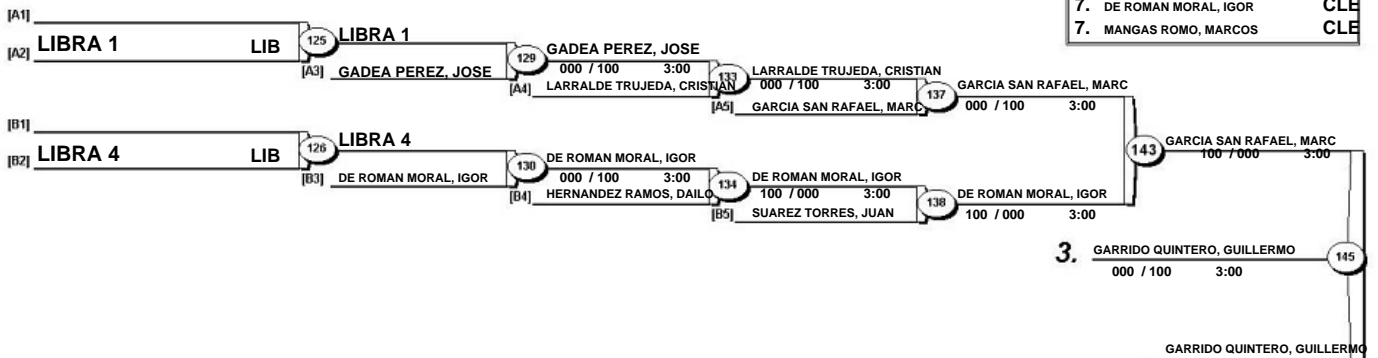 7. DE ROMAN MORAL, IGOR CLE
7. MANGAS ROMO, MARCOS CLE
[A1]
[A2] LIBRA 1 LIB
125
LIBRA 1
[A3] GADEA PEREZ, JOSE
129
GADEA PEREZ, JOSE
000 / 100 3:00
[A4] LARRALDE TRUJEDA, CRISTIAN
133
LARRALDE TRUJEDA, CRISTIAN
000 / 100 3:00
[A5] GARCIA SAN RAFAEL, MARC
137
GARCIA SAN RAFAEL, MARC
000 / 100 3:00
[B1]
[B2] LIBRA 4 LIB
126
LIBRA 4
[B3] DE ROMAN MORAL, IGOR
130
DE ROMAN MORAL, IGOR
000 / 100 3:00
[B4] HERNANDEZ RAMOS, DAILO
134
DE ROMAN MORAL, IGOR
100 / 000 3:00
[B5] SUAREZ TORRES, JUAN
138
DE ROMAN MORAL, IGOR
100 / 000 3:00
143
GARCIA SAN RAFAEL, MARC
100 / 000 3:00
3. GARRIDO QUINTERO, GUILLERMO
000 / 100 3:00
145
GARRIDO QUINTERO, GUILLERMO